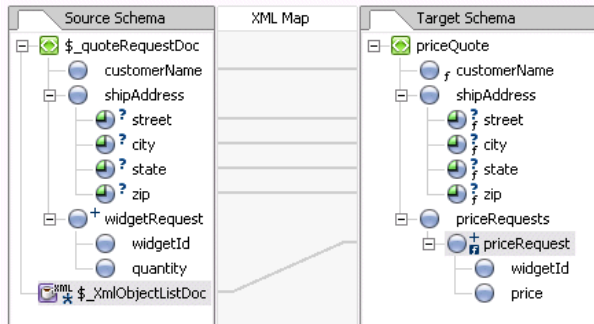 Source Schema XML Map Target Schema
$_quoteRequestDoc priceQuote
customerName f customerName
shipAddress shipAddress
? street ? f street
? city ? f city
? state ? f state
? zip ? f zip
+ widgetRequest priceRequests
widgetId + f priceRequest
quantity widgetId
XML * $_XmlObjectListDoc price